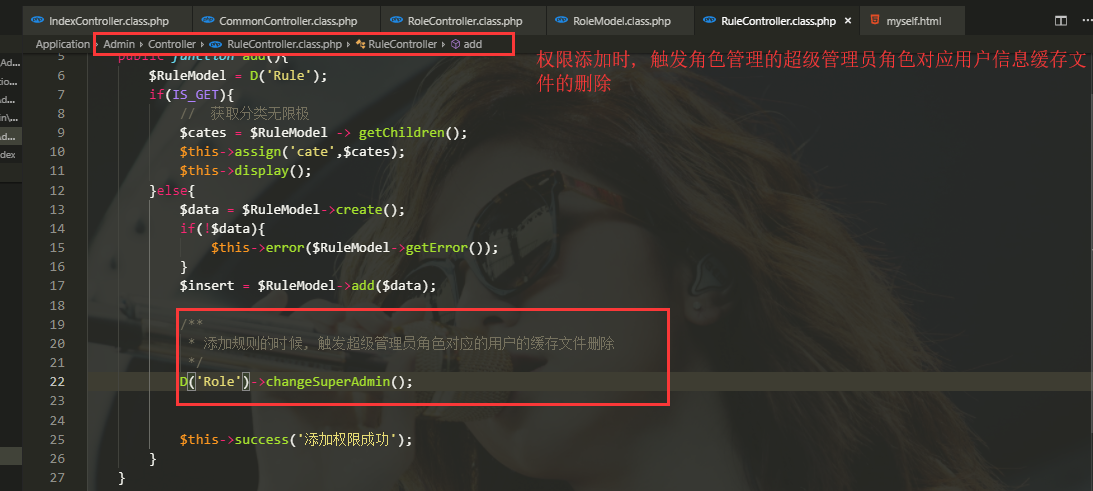 IndexController.class.php CommonController.class.php RoleController.class.php RoleModel.class.php RuleController.class.php × myself.html
Application › Admin › Controller › RuleController.class.php › RuleController › add
权限添加时, 触发角色管理的超级管理员角色对应用户信息缓存文
件的删除
5 public function add(){
6 $RuleModel = D('Rule');
7 if(IS_GET){
8 // 获取分类无限极
9 $cates = $RuleModel -> getChildren();
10 $this->assign('cate',$cates);
11 $this->display();
12 }else{
13 $data = $RuleModel->create();
14 if(!$data){
15 $this->error($RuleModel->getError());
16 }
17 $insert = $RuleModel->add($data);
18
19 /**
20 * 添加规则的时候, 触发超级管理员角色对应的用户的缓存文件删除
21 */
22 D('Role')->changeSuperAdmin();
23
24
25 $this->success('添加权限成功');
26 }
27 }